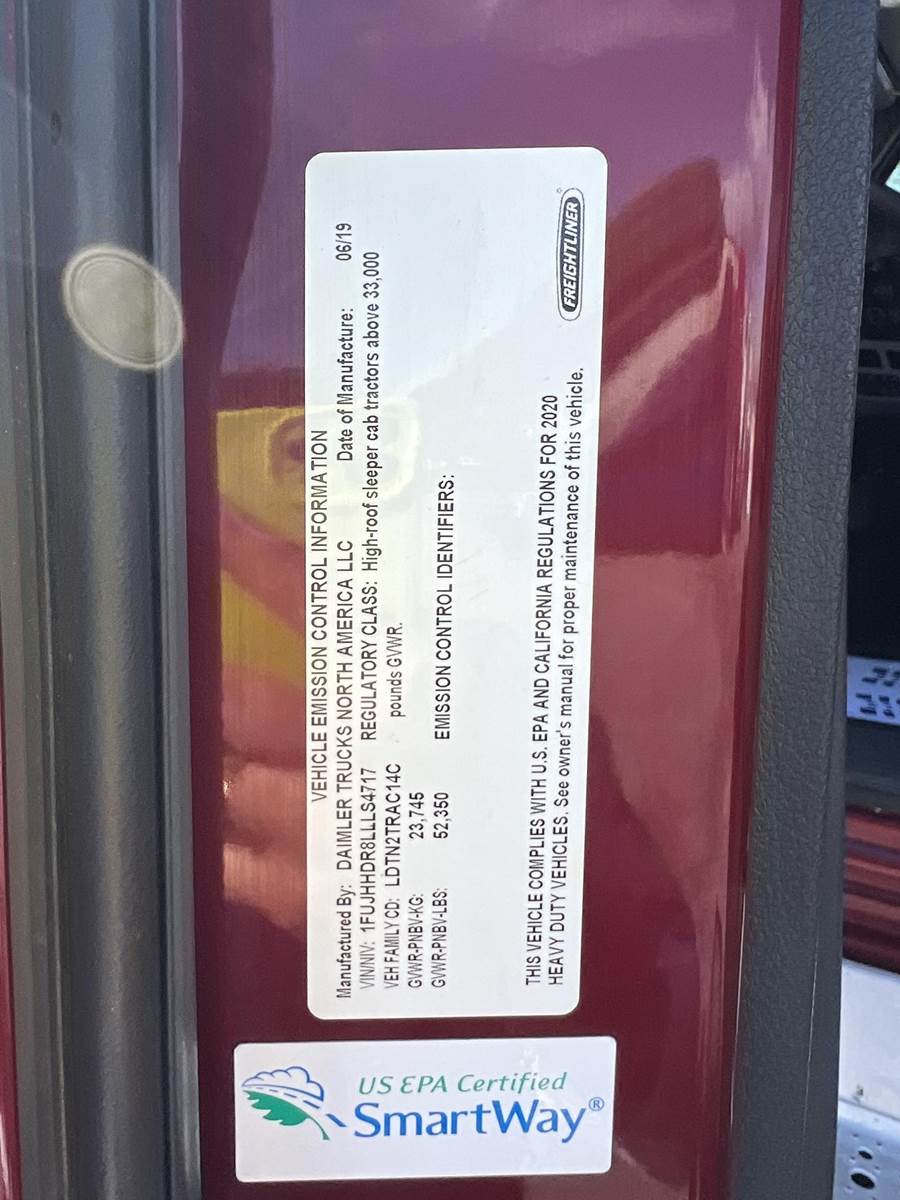 VEHICLE EMISSION CONTROL INFORMATION
Manufactured By: DAIMLER TRUCKS NORTH AMERICA LLC Date of Manufacture: 06/19
VIN/NIV: 1FUJHHDR8LLLS4717 REGULATORY CLASS: High-roof sleeper cab tractors above 33,000
VEH FAMILY CD: LDTN2TRAC14C pounds GVWR.
GVWR-PNBV-KG: 23,745
GVWR-PNBV-LBS: 52,350 EMISSION CONTROL IDENTIFIERS:
THIS VEHICLE COMPLIES WITH U.S. EPA AND CALIFORNIA REGULATIONS FOR 2020
HEAVY DUTY VEHICLES. See owner's manual for proper maintenance of this vehicle.
FREIGHTLINER
US EPA Certified
SmartWay®